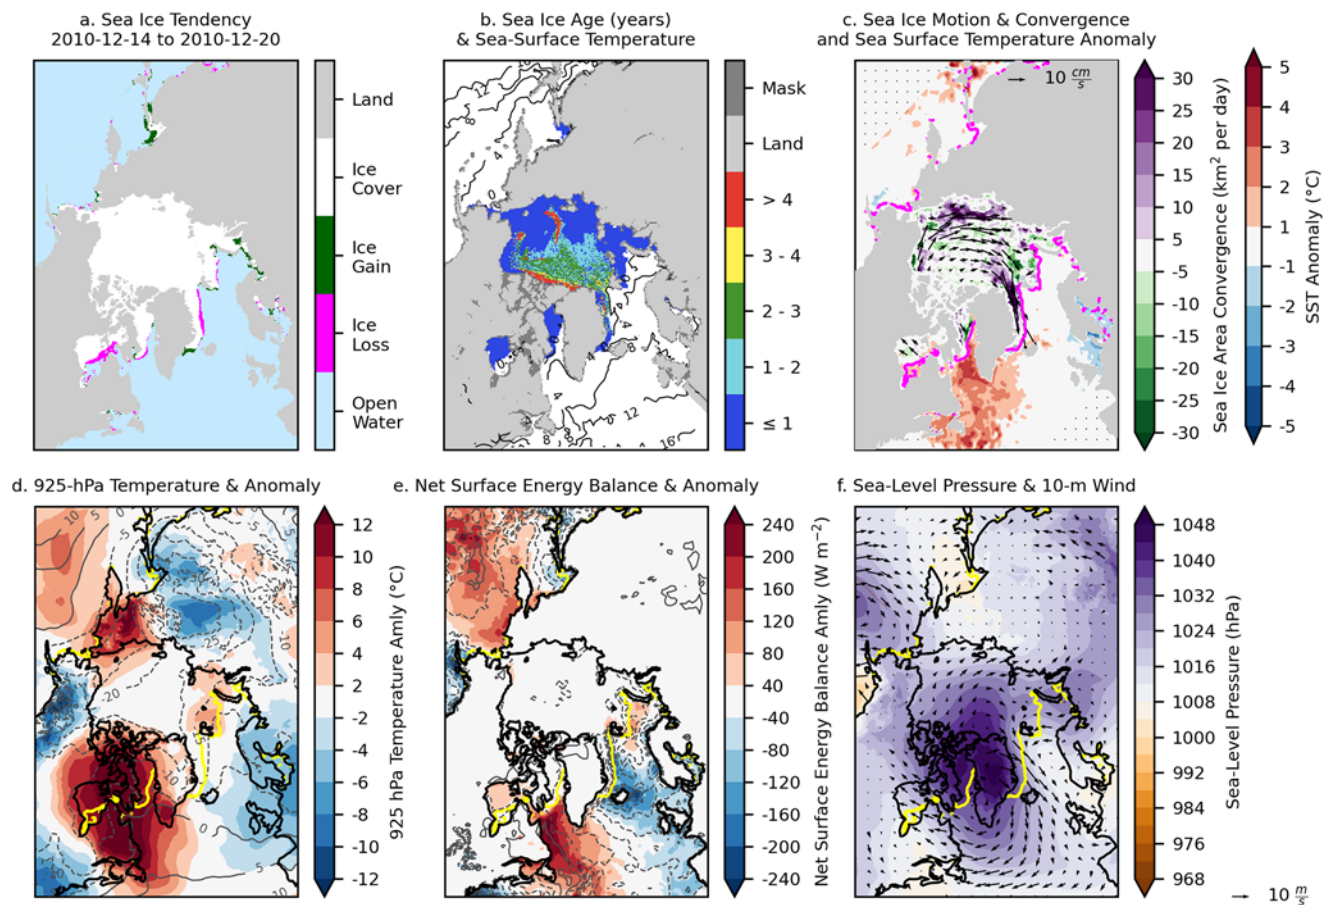 a. Sea Ice Tendency
2010-12-14 to 2010-12-20
Land
Ice
Cover
Ice
Gain
Ice
Loss
Open
Water
b. Sea Ice Age (years)
& Sea-Surface Temperature
Mask
Land
> 4
3 - 4
2 - 3
1 - 2
≤ 1
c. Sea Ice Motion & Convergence
and Sea Surface Temperature Anomaly
10 cm/s
30
25
20
15
10
5
-5
-10
-15
-20
-25
-30
Sea Ice Area Convergence (km² per day)
5
4
3
2
1
-1
-2
-3
-4
-5
SST Anomaly (°C)
d. 925-hPa Temperature & Anomaly
12
10
8
6
4
2
-2
-4
-6
-8
-10
-12
925 hPa Temperature Amly (°C)
e. Net Surface Energy Balance & Anomaly
240
200
160
120
80
40
-40
-80
-120
-160
-200
-240
Net Surface Energy Balance Amly (W m⁻²)
f. Sea-Level Pressure & 10-m Wind
1048
1040
1032
1024
1016
1008
1000
992
984
976
968
Sea-Level Pressure (hPa)
10 m/s